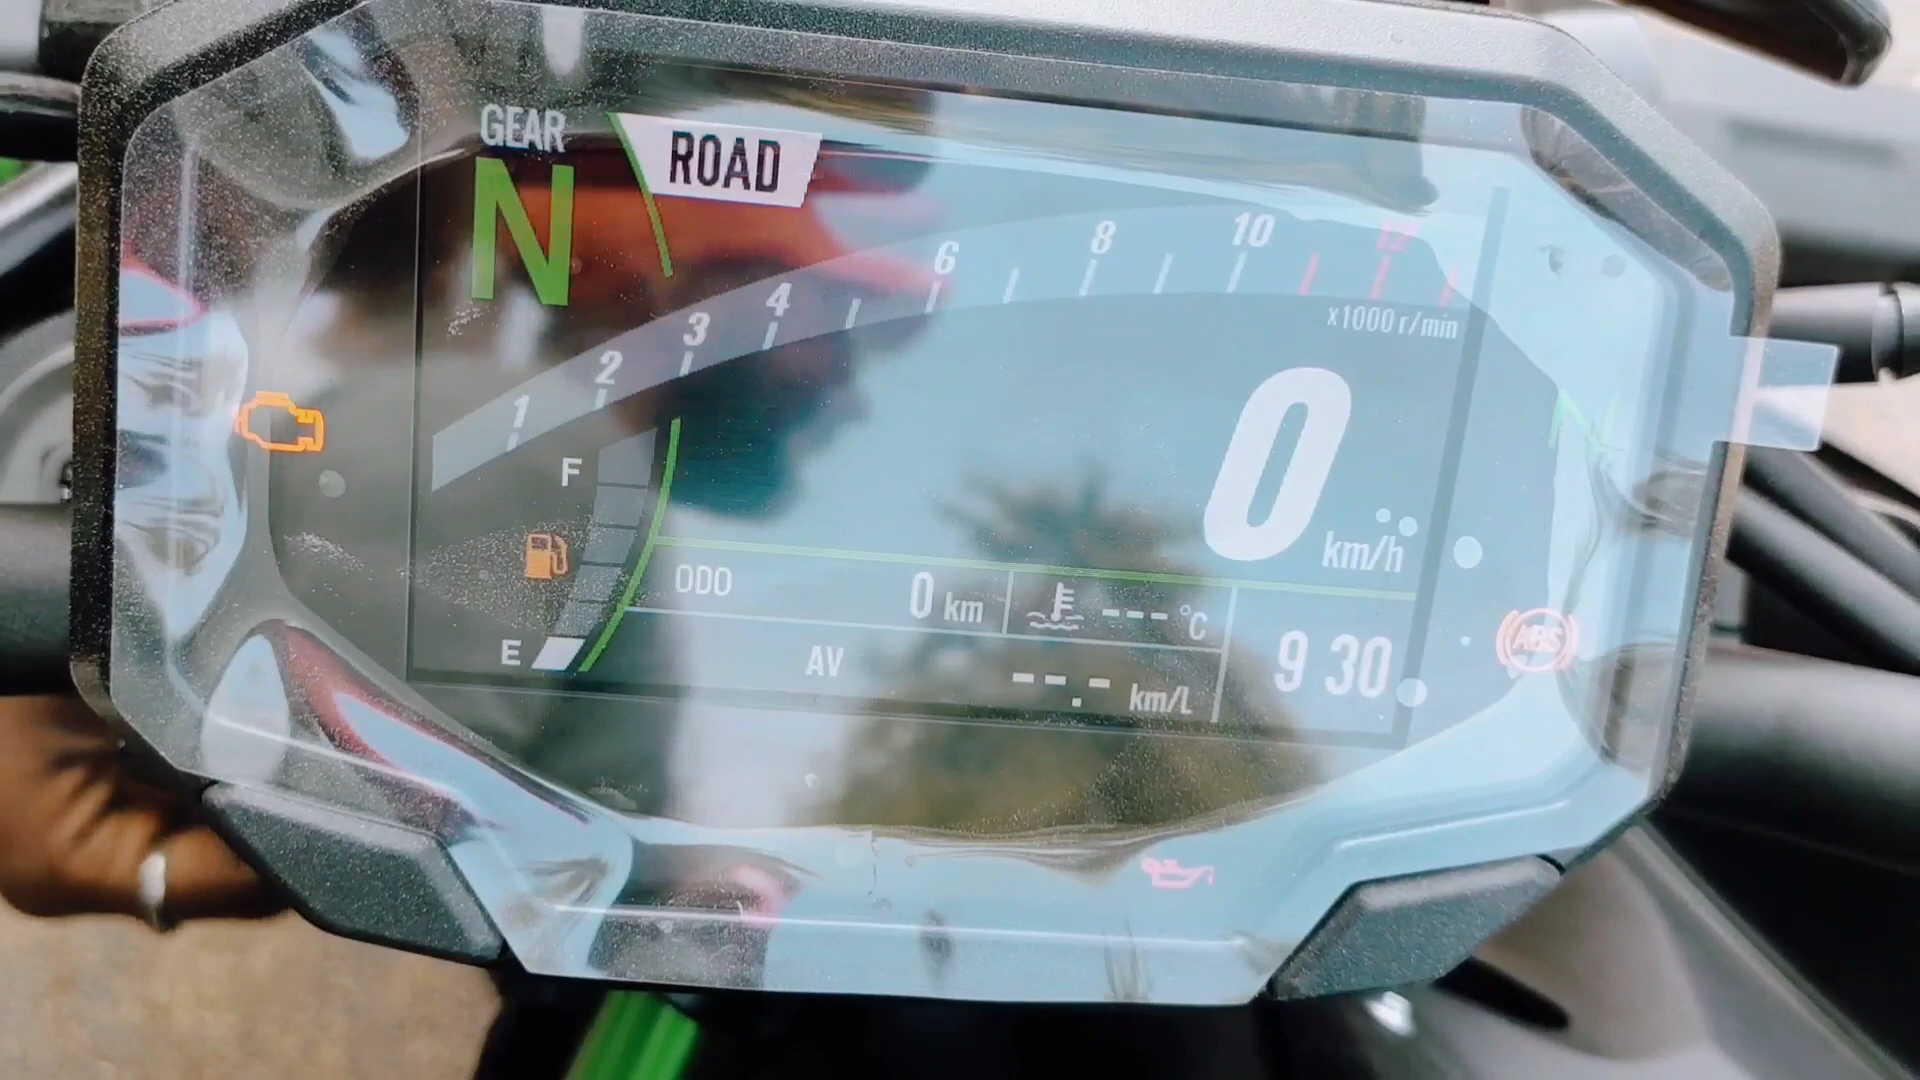 GEAR
N
ROAD
1 2 3 4 6 8 10 12
x1000 r/min
0 km/h
F
E
ODO 0 km
--- °C
AV --.- km/L
9 30
ABS
N